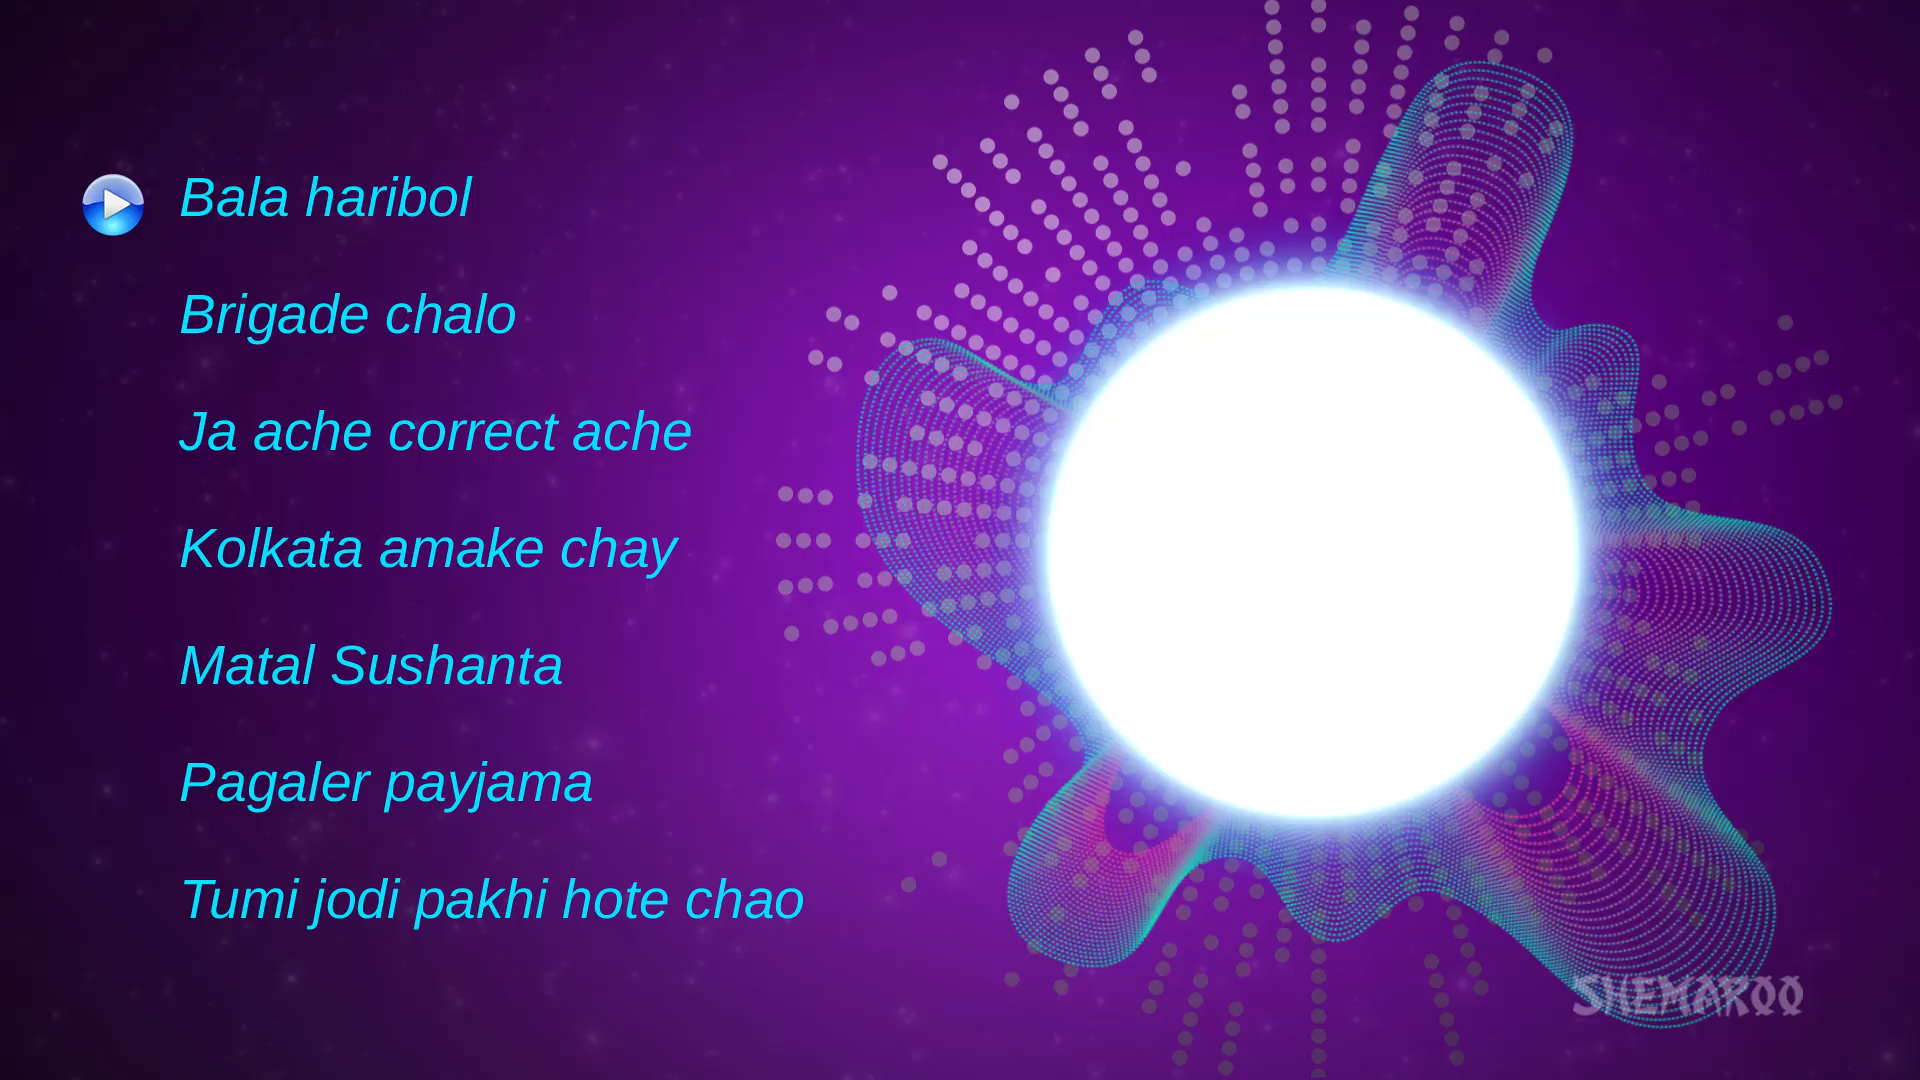 Bala haribol
Brigade chalo
Ja ache correct ache
Kolkata amake chay
Matal Sushanta
Pagaler payjama
Tumi jodi pakhi hote chao
SHEMAROO